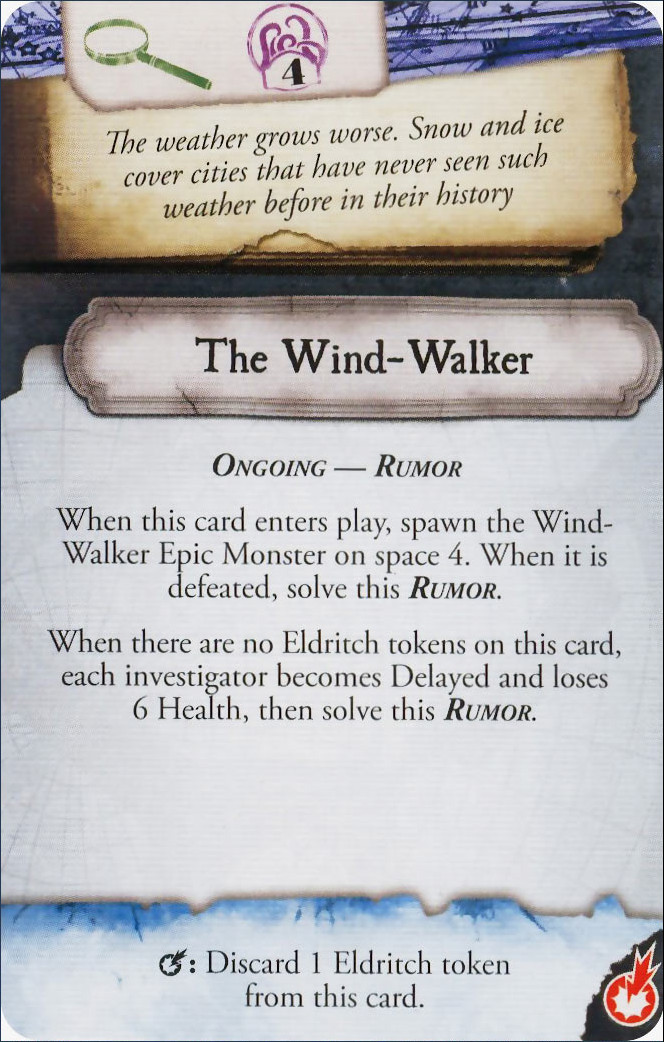 4
The weather grows worse. Snow and ice
cover cities that have never seen such
weather before in their history
The Wind-Walker
ONGOING — RUMOR
When this card enters play, spawn the Wind-
Walker Epic Monster on space 4. When it is
defeated, solve this RUMOR.
When there are no Eldritch tokens on this card,
each investigator becomes Delayed and loses
6 Health, then solve this RUMOR.
: Discard 1 Eldritch token
from this card.